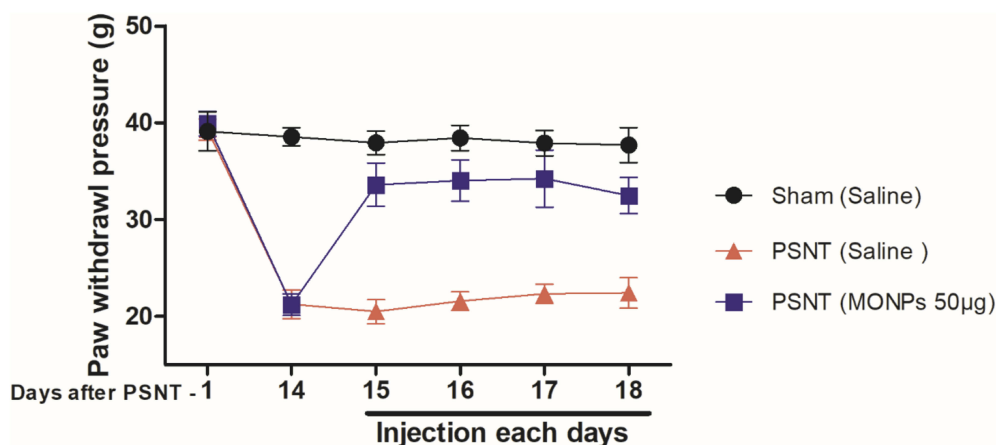 Paw withdrawl pressure (g)
50
40
30
20
Days after PSNT - 1 14 15 16 17 18
Injection each days
Sham (Saline)
PSNT (Saline )
PSNT (MONPs 50µg)